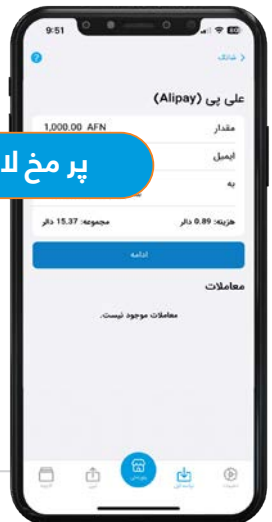 9:51
شاتک
علی پی (Alipay)
مقدار 1,000.00 AFN
ایمیل
پر مخ لا
به
هزینه: 0.89 دالر مجموعه: 15.37 دالر
ادامه
معاملات
معاملات موجود نیست.